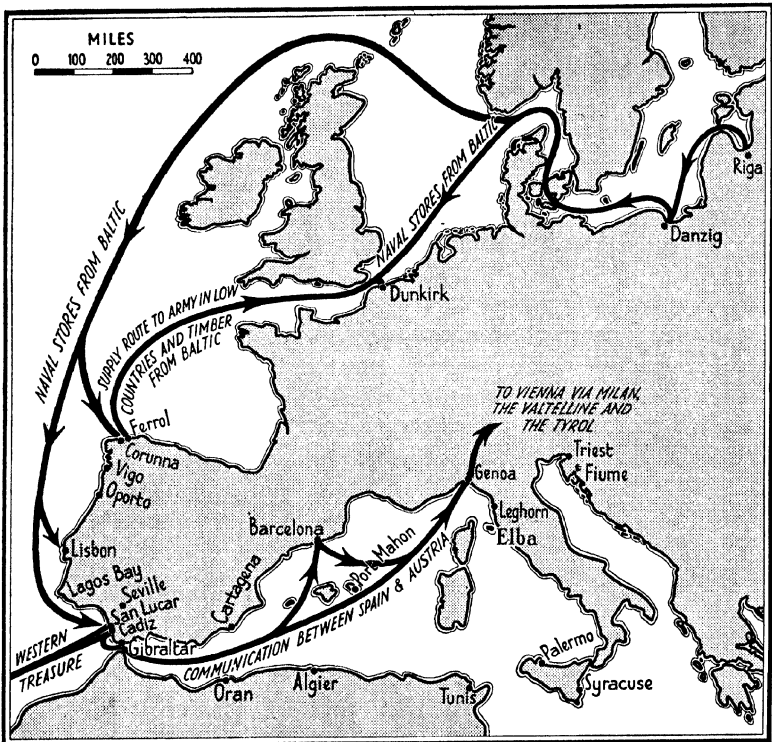 MILES
0 100 200 300 400
NAVAL STORES FROM BALTIC
NAVAL STORES FROM BALTIC
SUPPLY ROUTE TO ARMY IN LOW
COUNTRIES AND TIMBER
FROM BALTIC
Riga
Danzig
Dunkirk
TO VIENNA VIA MILAN,
THE VALTELLINE AND
THE TYROL
Ferrol
Corunna
Vigo
Oporto
Lisbon
Lagos Bay
Seville
San Lucar
Cadiz
Gibraltar
WESTERN
TREASURE
Cartagena
Barcelona
Port Mahon
COMMUNICATION BETWEEN SPAIN & AUSTRIA
Genoa
Leghorn
Elba
Triest
Fiume
Palermo
Syracuse
Oran
Algier
Tunis